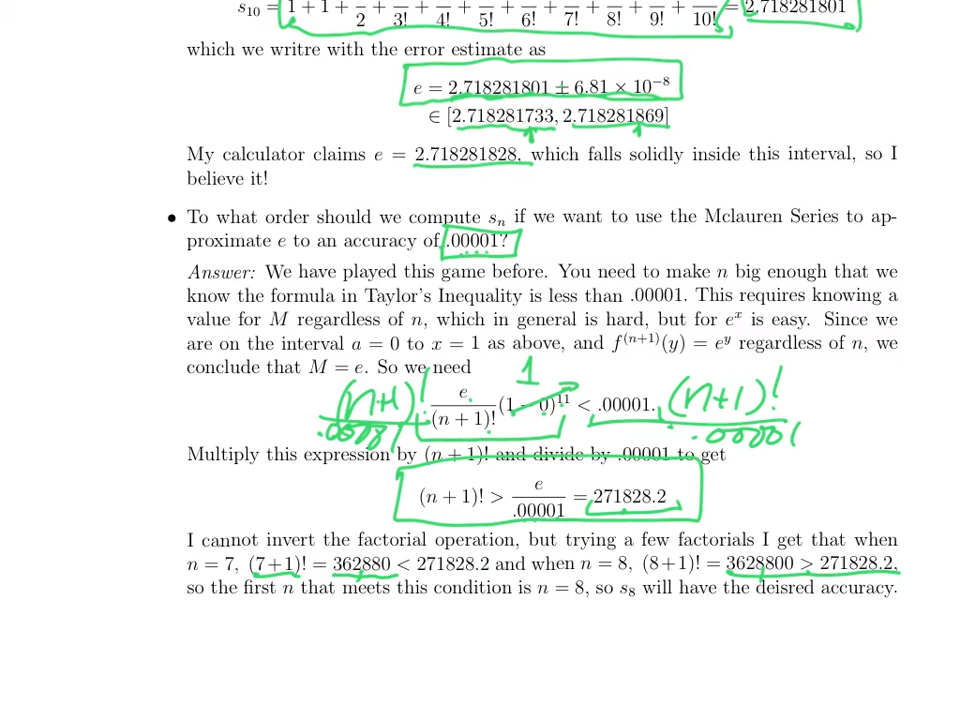 s₁₀ = 1 + 1 + 1/2 + 1/3! + 1/4! + 1/5! + 1/6! + 1/7! + 1/8! + 1/9! + 1/10! = 2.718281801
which we writre with the error estimate as
e = 2.718281801 ± 6.81 × 10⁻⁸
∈ [2.718281733, 2.718281869]
My calculator claims e = 2.718281828, which falls solidly inside this interval, so I
believe it!
• To what order should we compute sₙ if we want to use the Mclauren Series to ap-
proximate e to an accuracy of .00001?
Answer: We have played this game before. You need to make n big enough that we
know the formula in Taylor's Inequality is less than .00001. This requires knowing a
value for M regardless of n, which in general is hard, but for eˣ is easy. Since we
are on the interval a = 0 to x = 1 as above, and f⁽ⁿ⁺¹⁾(y) = eʸ regardless of n, we
conclude that M = e. So we need
1
(n+1)!/.00001 e/(n + 1)! (1 − 0)¹¹ < .00001. (n+1)!/.00001
Multiply this expression by (n + 1)! and divide by .00001 to get
(n + 1)! > e/.00001 = 271828.2
I cannot invert the factorial operation, but trying a few factorials I get that when
n = 7, (7+1)! = 362880 < 271828.2 and when n = 8, (8+1)! = 3628800 > 271828.2,
so the first n that meets this condition is n = 8, so s₈ will have the deisred accuracy.